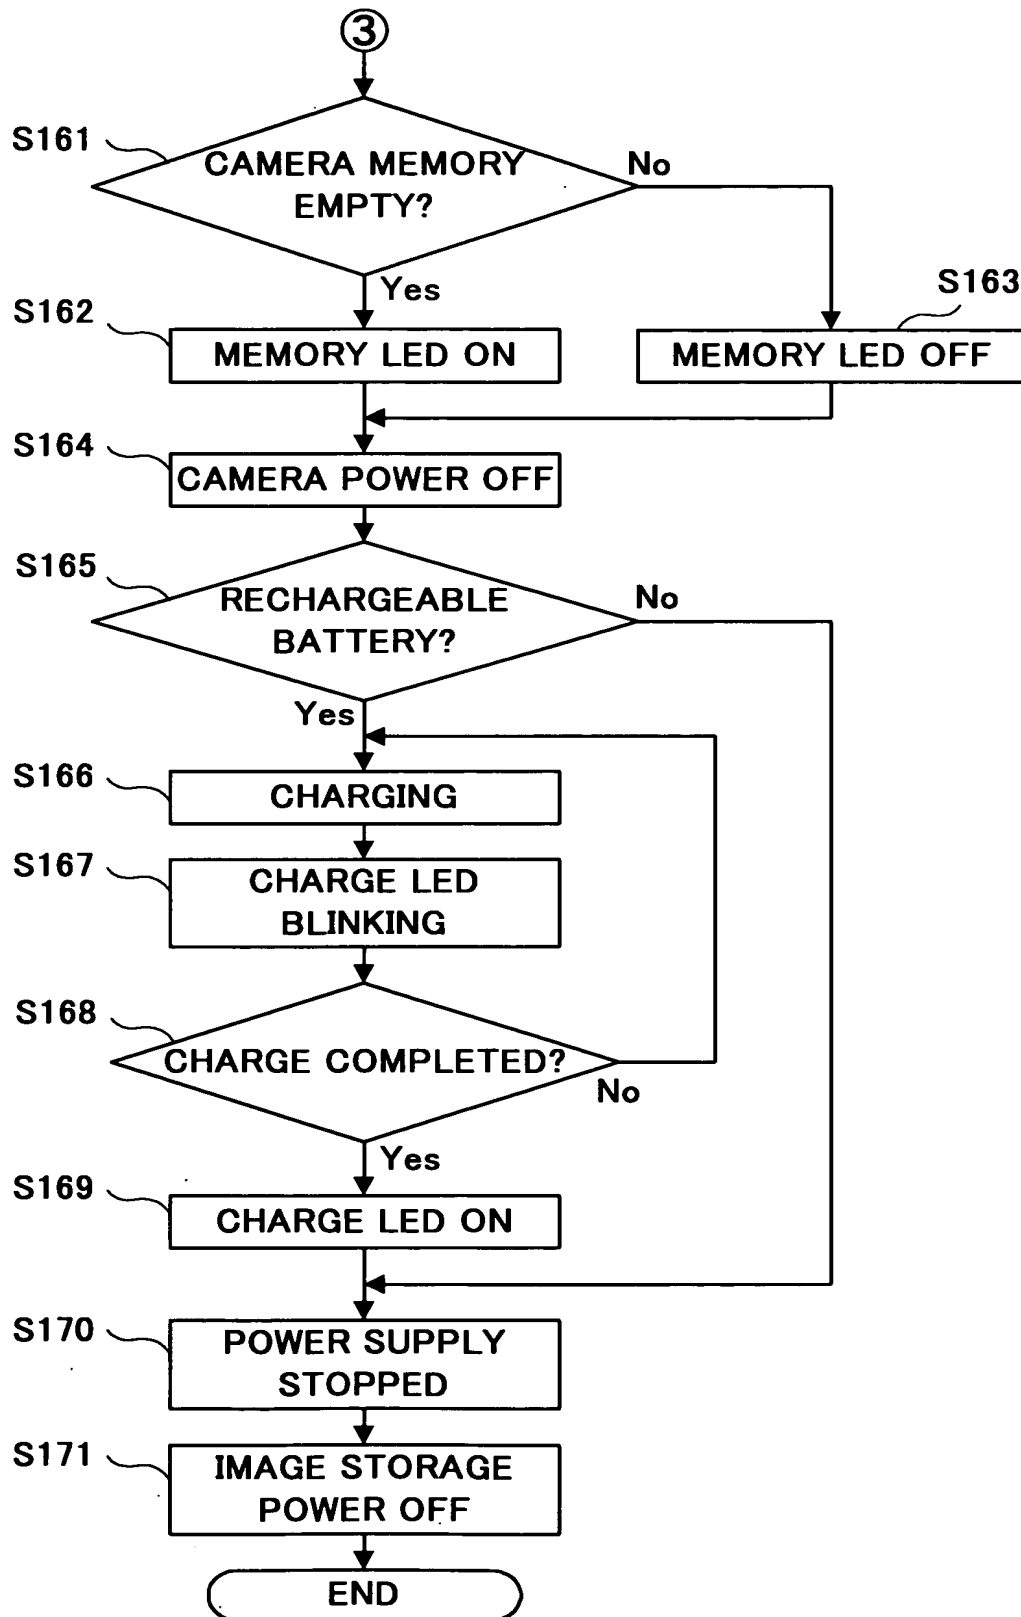 3
S161
CAMERA MEMORY
EMPTY?
No
Yes
S162
MEMORY LED ON
S163
MEMORY LED OFF
S164
CAMERA POWER OFF
S165
RECHARGEABLE
BATTERY?
No
Yes
S166
CHARGING
S167
CHARGE LED
BLINKING
S168
CHARGE COMPLETED?
No
Yes
S169
CHARGE LED ON
S170
POWER SUPPLY
STOPPED
S171
IMAGE STORAGE
POWER OFF
END